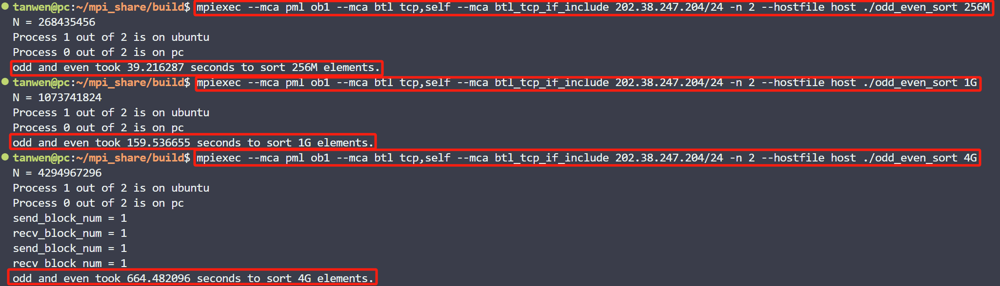 tanwen@pc:~/mpi_share/build$ mpiexec --mca pml ob1 --mca btl tcp,self --mca btl_tcp_if_include 202.38.247.204/24 -n 2 --hostfile host ./odd_even_sort 256M
N = 268435456
Process 1 out of 2 is on ubuntu
Process 0 out of 2 is on pc
odd and even took 39.216287 seconds to sort 256M elements.
tanwen@pc:~/mpi_share/build$ mpiexec --mca pml ob1 --mca btl tcp,self --mca btl_tcp_if_include 202.38.247.204/24 -n 2 --hostfile host ./odd_even_sort 1G
N = 1073741824
Process 1 out of 2 is on ubuntu
Process 0 out of 2 is on pc
odd and even took 159.536655 seconds to sort 1G elements.
tanwen@pc:~/mpi_share/build$ mpiexec --mca pml ob1 --mca btl tcp,self --mca btl_tcp_if_include 202.38.247.204/24 -n 2 --hostfile host ./odd_even_sort 4G
N = 4294967296
Process 1 out of 2 is on ubuntu
Process 0 out of 2 is on pc
send_block_num = 1
recv_block_num = 1
send_block_num = 1
recv_block_num = 1
odd and even took 664.482096 seconds to sort 4G elements.